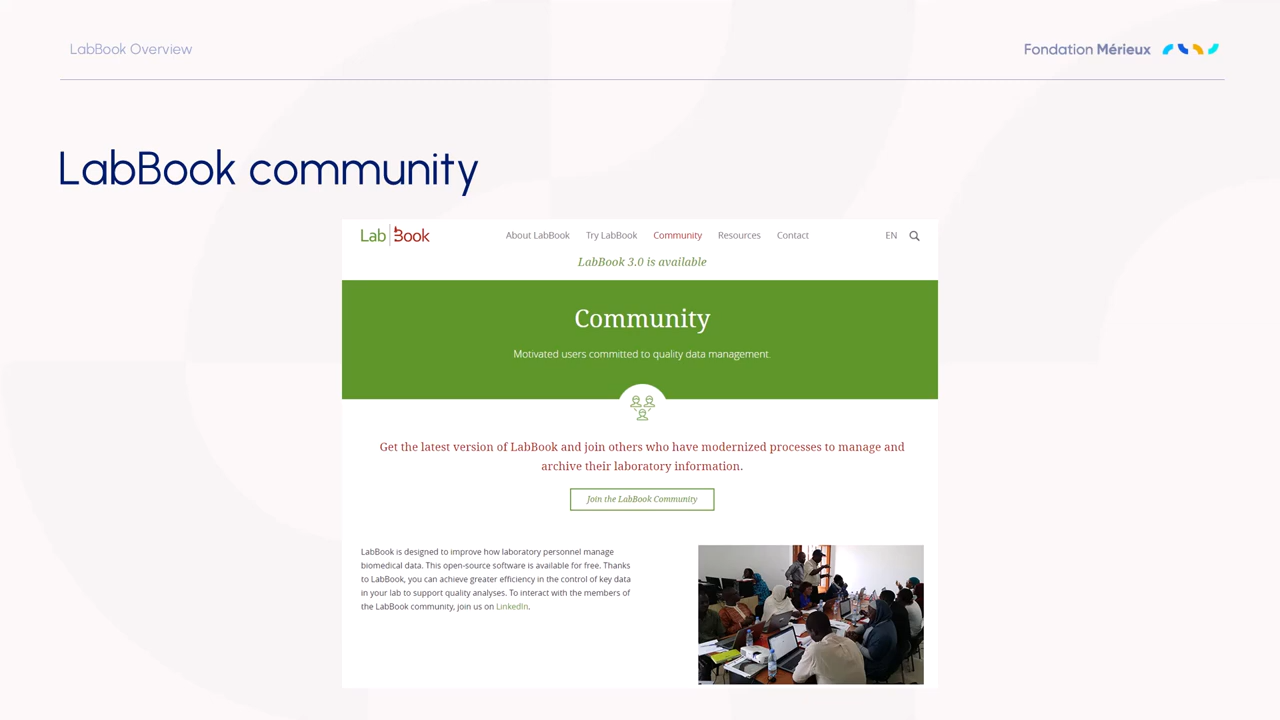 LabBook Overview
Fondation Mérieux
LabBook community
Lab Book
About LabBook Try LabBook Community Resources Contact EN
LabBook 3.0 is available
Community
Motivated users committed to quality data management.
Get the latest version of LabBook and join others who have modernized processes to manage and
archive their laboratory information.
Join the LabBook Community
LabBook is designed to improve how laboratory personnel manage
biomedical data. This open-source software is available for free. Thanks
to LabBook, you can achieve greater efficiency in the control of key data
in your lab to support quality analyses. To interact with the members of
the LabBook community, join us on LinkedIn.